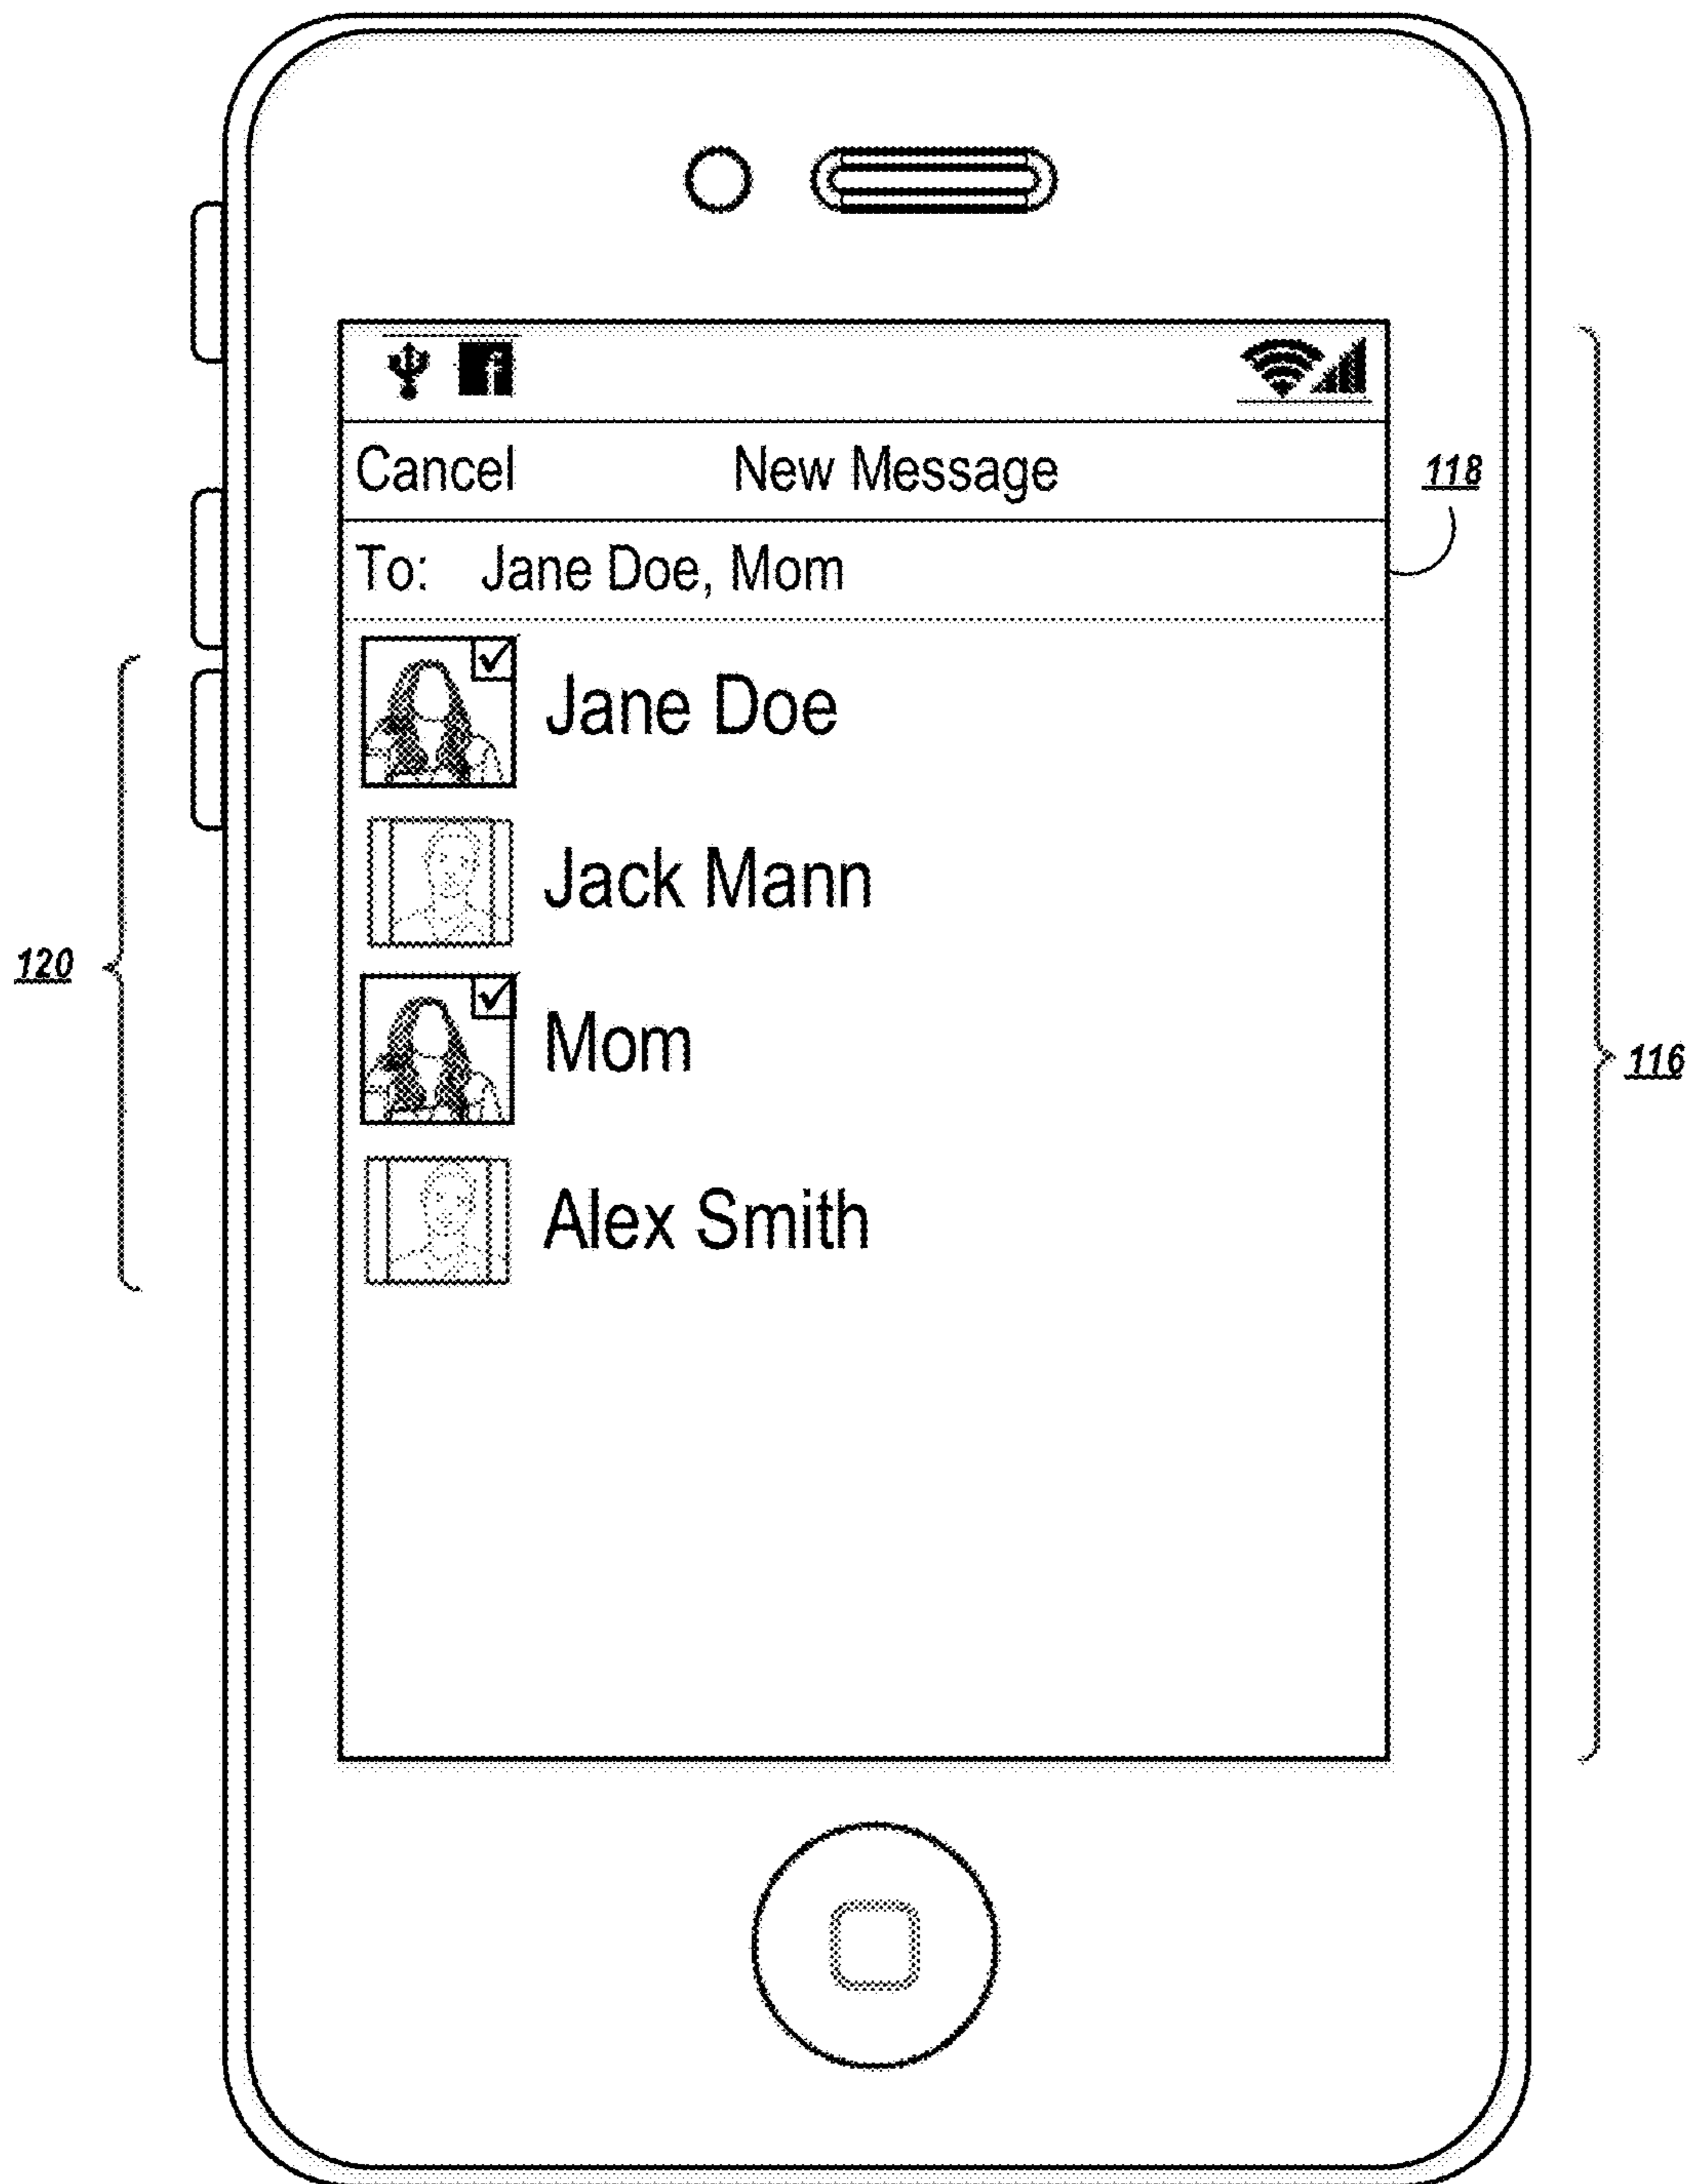 Cancel New Message
118
To: Jane Doe, Mom
Jane Doe
Jack Mann
120
Mom
116
Alex Smith